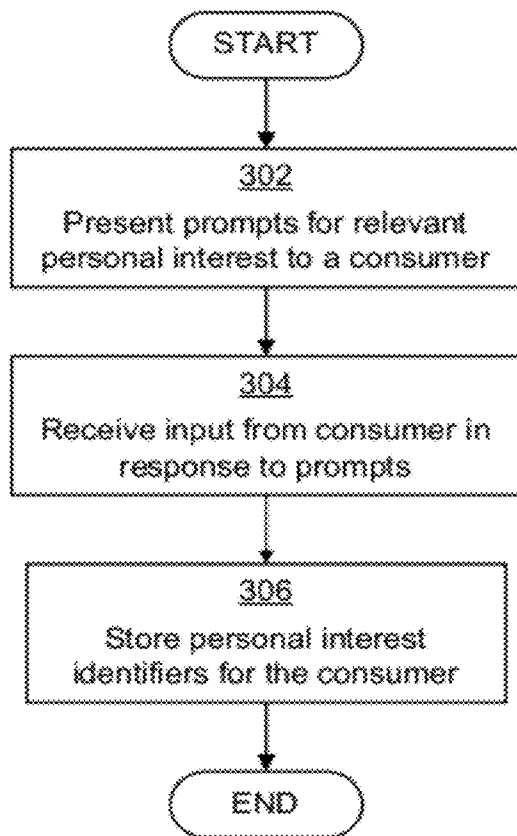 START
302
Present prompts for relevant
personal interest to a consumer
304
Receive input from consumer in
response to prompts
306
Store personal interest
identifiers for the consumer
END